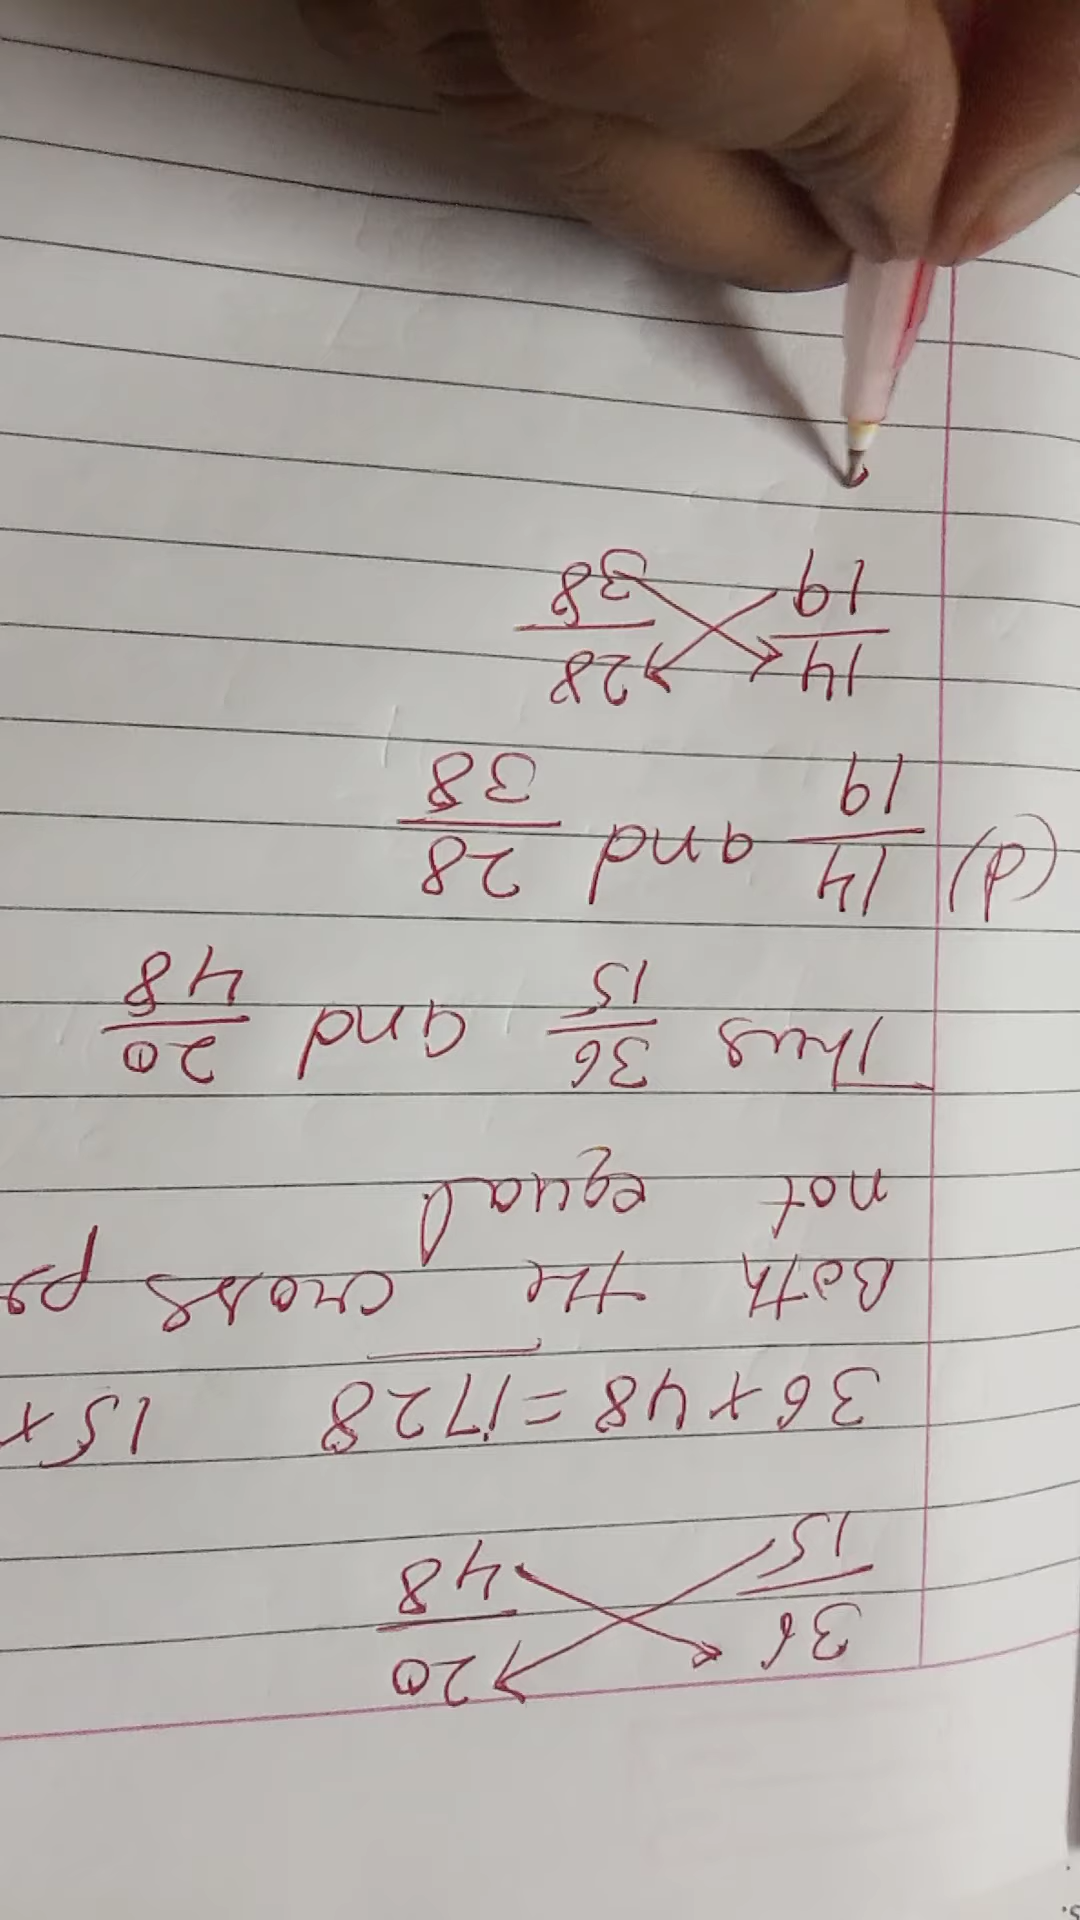 36/15 20/48
36 × 48 = 1728 15 ×
Both the cross
not equal
Thus 36/15 and 20/48
(d) 14/19 and 28/38
14/19 28/38